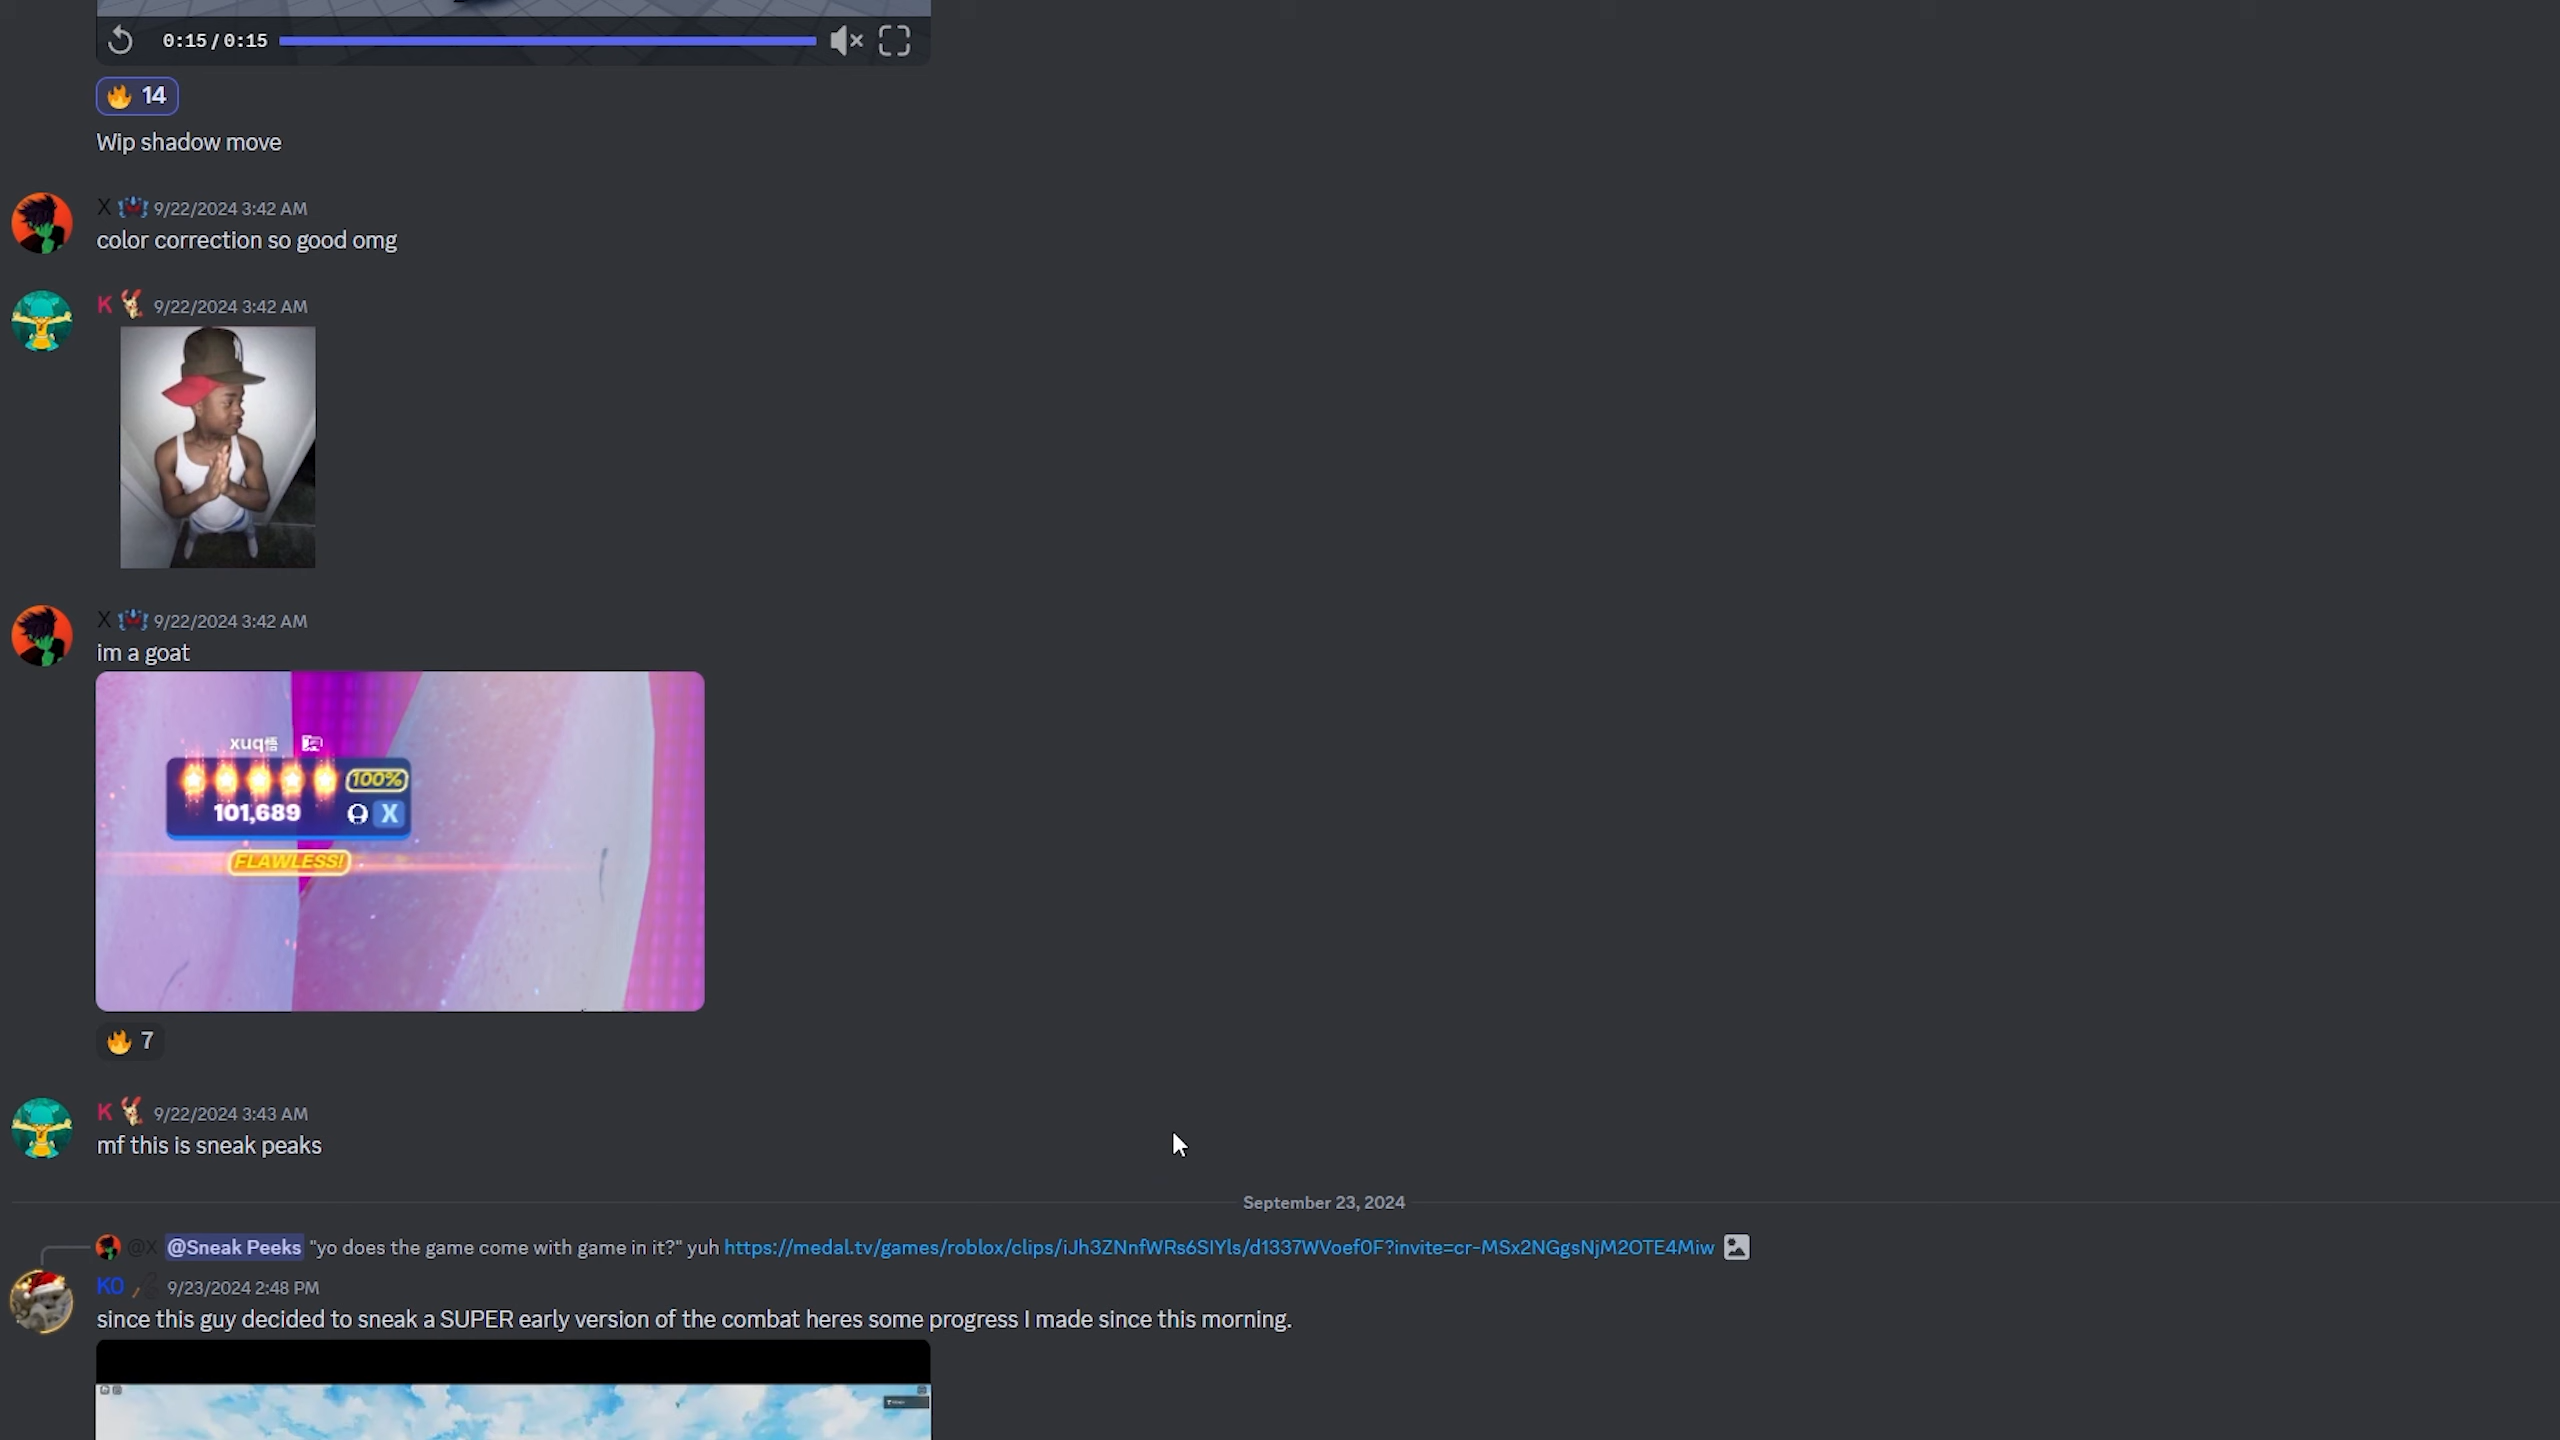 0:15 / 0:15
14
Wip shadow move
X 9/22/2024 3:42 AM
color correction so good omg
K 9/22/2024 3:42 AM
X 9/22/2024 3:42 AM
im a goat
xuq悟
100%
101,689 X
FLAWLESS!
7
K 9/22/2024 3:43 AM
mf this is sneak peaks
September 23, 2024
@X @Sneak Peeks "yo does the game come with game in it?" yuh https://medal.tv/games/roblox/clips/iJh3ZNnfWRs6SIYls/d1337WVoef0F?invite=cr-MSx2NGgsNjM2OTE4Miw
KO 9/23/2024 2:48 PM
since this guy decided to sneak a SUPER early version of the combat heres some progress I made since this morning.